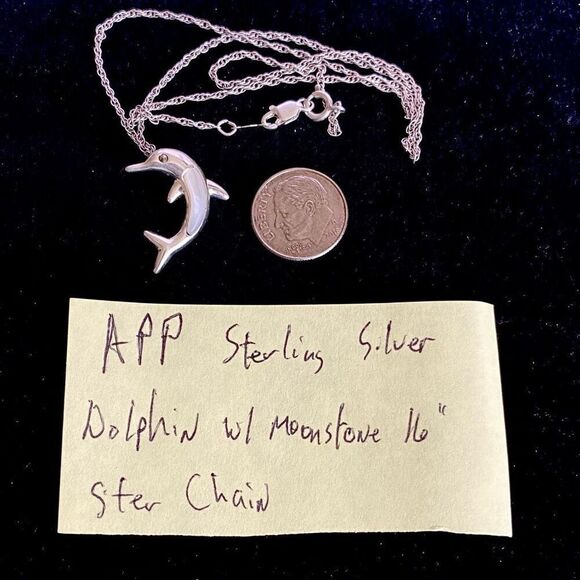 APP Sterling Silver
Dolphin w/ Moonstone 16"
Ster Chain